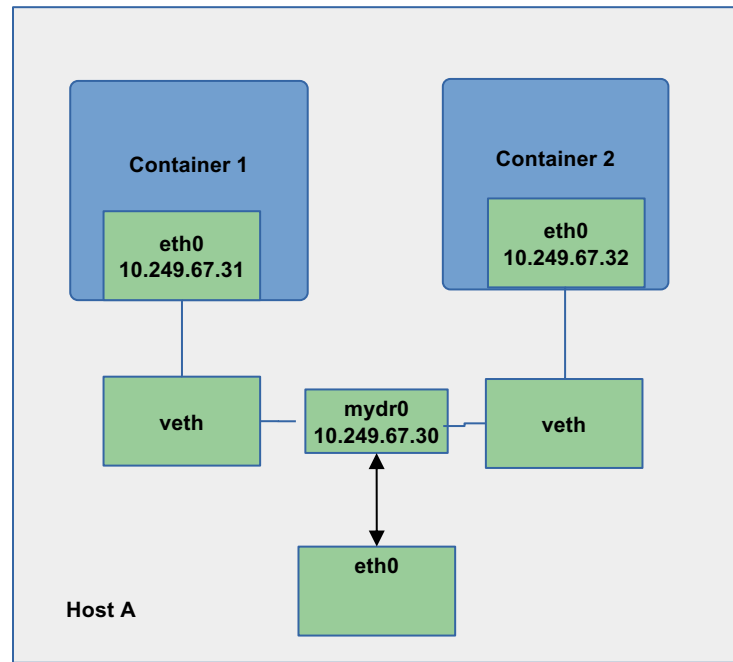 Container 1
Container 2
eth0
10.249.67.31
eth0
10.249.67.32
veth
mydr0
10.249.67.30
veth
eth0
Host A